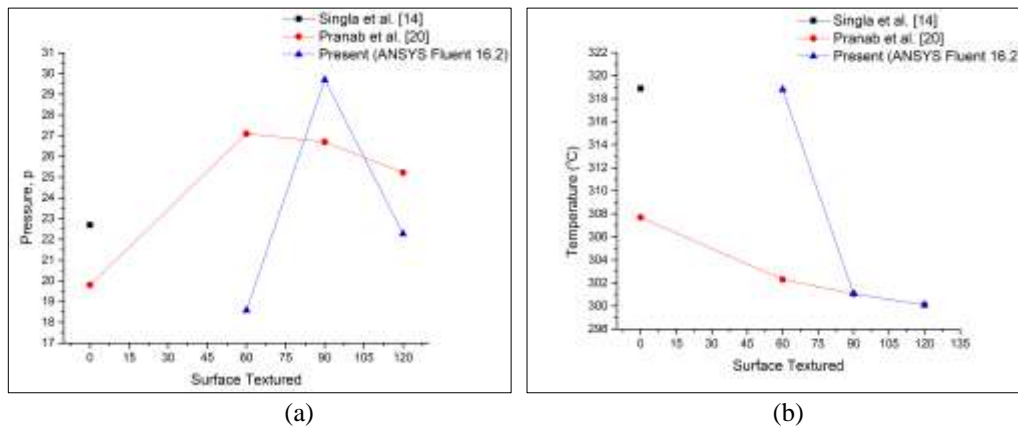 Singla et al. [14]
Pranab et al. [20]
Present (ANSYS Fluent 16.2)
31
30
29
28
27
26
25
24
23
22
21
20
19
18
17
Pressure, p
0 15 30 45 60 75 90 105 120
Surface Textured
(a)
Singla et al. [14]
Pranab et al. [20]
Present (ANSYS Fluent 16.2)
322
320
318
316
314
312
310
308
306
304
302
300
298
Temperature (°C)
0 15 30 45 60 75 90 105 120 135
Surface Textured
(b)